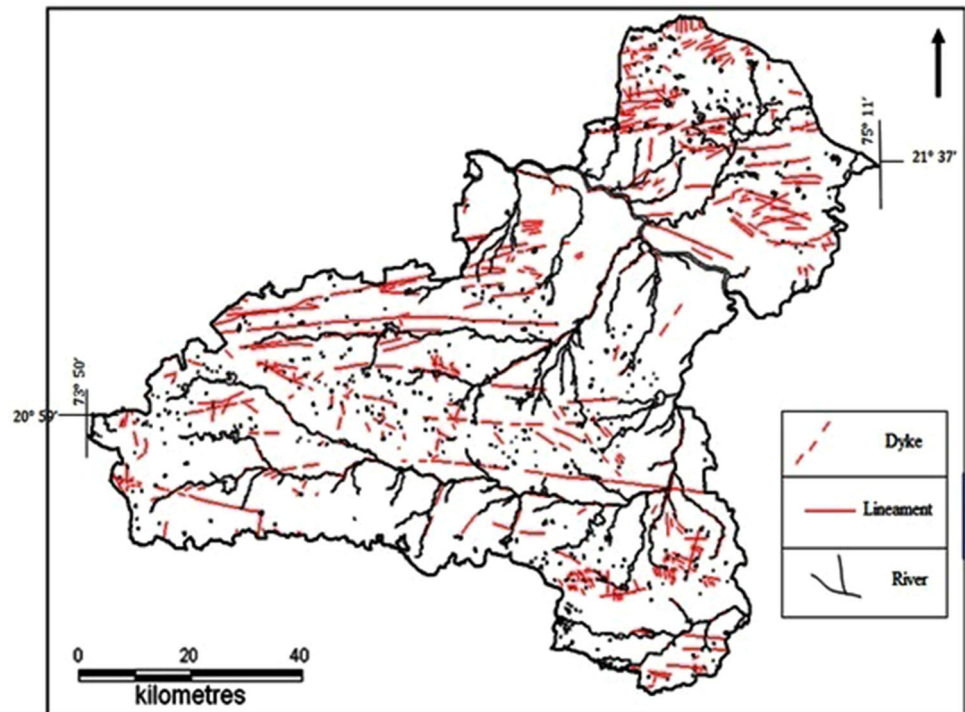 75° 11′
21° 37′
73° 50′
20° 59′
Dyke
Lineament
River
0 20 40
kilometres